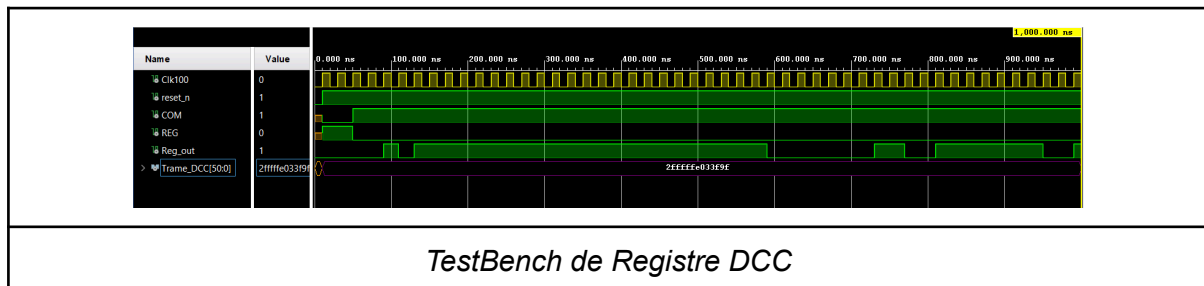 1,000.000 ns
Name Value 0.000 ns 100.000 ns 200.000 ns 300.000 ns 400.000 ns 500.000 ns 600.000 ns 700.000 ns 800.000 ns 900.000 ns
Clk100 0
reset_n 1
COM 1
REG 0
Reg_out 1
Trame_DCC[50:0] 2fffffe033f9f 2fffffe033f9f
TestBench de Registre DCC